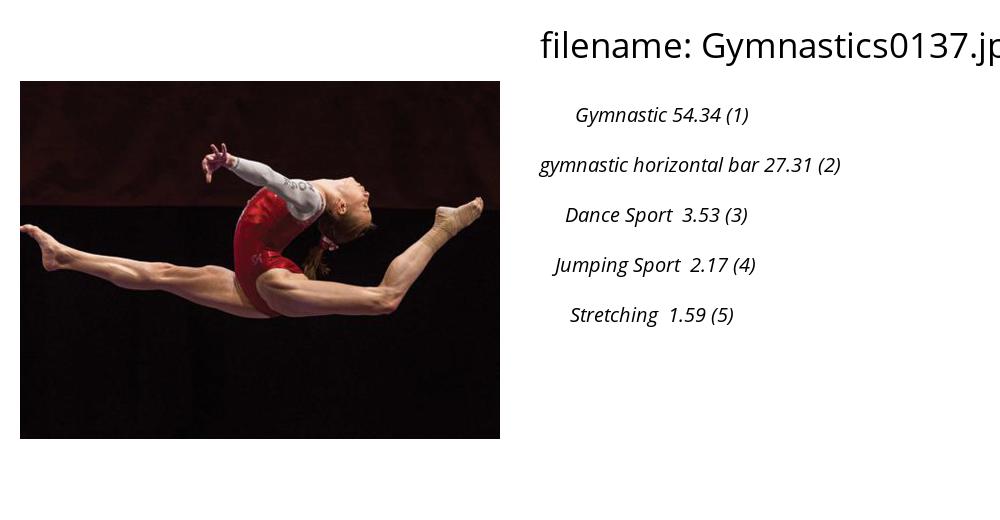 filename: Gymnastics0137.jp
Gymnastic 54.34 (1)
gymnastic horizontal bar 27.31 (2)
Dance Sport 3.53 (3)
Jumping Sport 2.17 (4)
Stretching 1.59 (5)